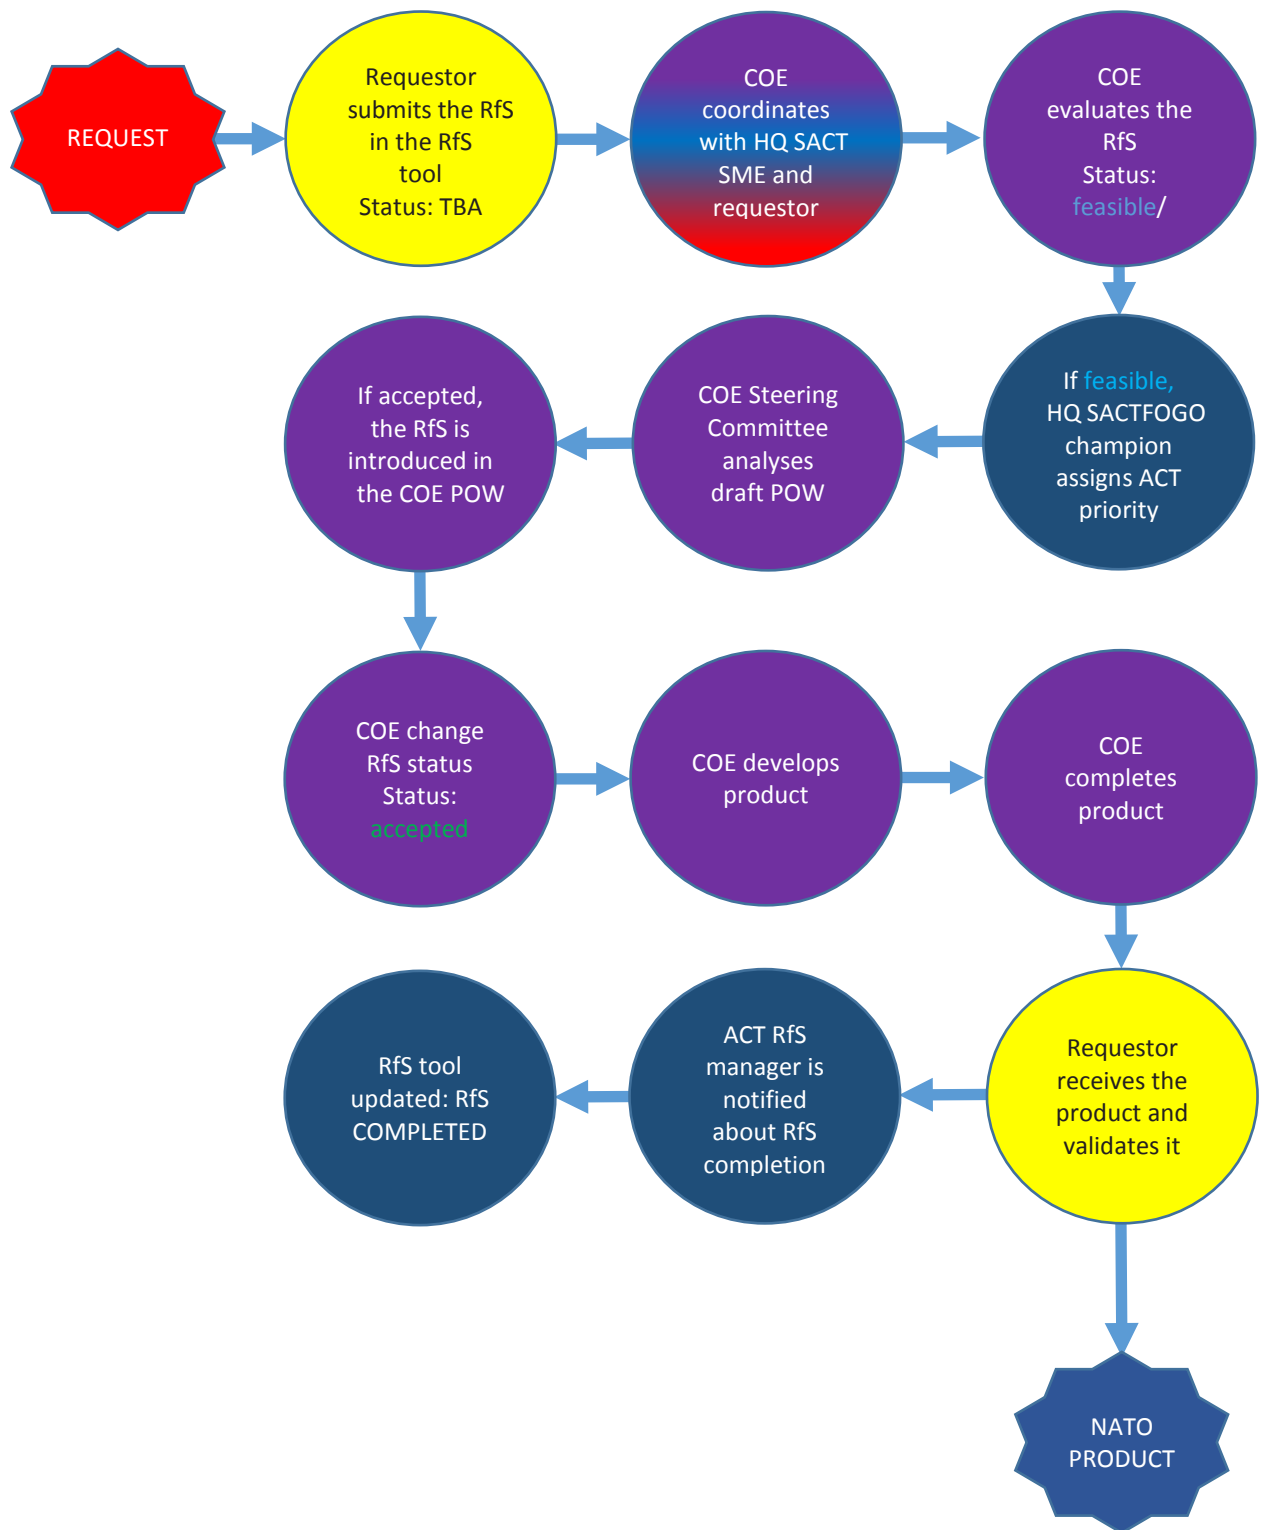 REQUEST
Requestor
submits the RfS
in the RfS
tool
Status: TBA
COE
coordinates
with HQ SACT
SME and
requestor
COE
evaluates the
RfS
Status:
feasible/
If feasible,
HQ SACTFOGO
champion
assigns ACT
priority
COE Steering
Committee
analyses
draft POW
If accepted,
the RfS is
introduced in
the COE POW
COE change
RfS status
Status:
accepted
COE develops
product
COE
completes
product
Requestor
receives the
product and
validates it
ACT RfS
manager is
notified
about RfS
completion
RfS tool
updated: RfS
COMPLETED
NATO
PRODUCT